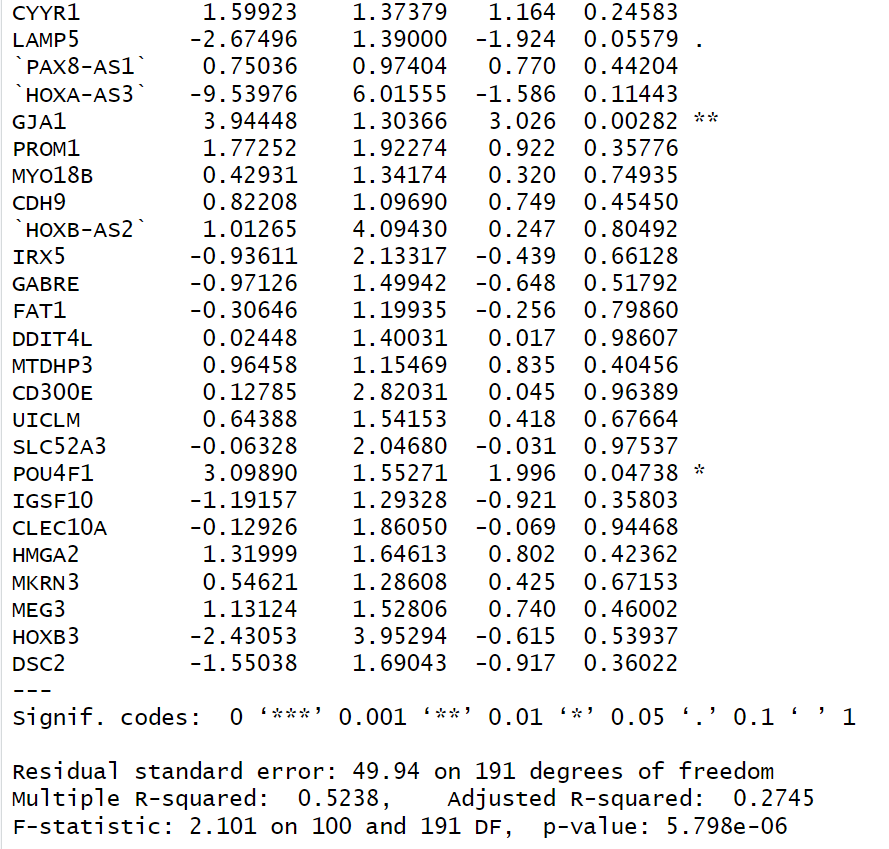 CYYR1 1.59923 1.37379 1.164 0.24583
LAMP5 -2.67496 1.39000 -1.924 0.05579 .
`PAX8-AS1` 0.75036 0.97404 0.770 0.44204
`HOXA-AS3` -9.53976 6.01555 -1.586 0.11443
GJA1 3.94448 1.30366 3.026 0.00282 **
PROM1 1.77252 1.92274 0.922 0.35776
MYO18B 0.42931 1.34174 0.320 0.74935
CDH9 0.82208 1.09690 0.749 0.45450
`HOXB-AS2` 1.01265 4.09430 0.247 0.80492
IRX5 -0.93611 2.13317 -0.439 0.66128
GABRE -0.97126 1.49942 -0.648 0.51792
FAT1 -0.30646 1.19935 -0.256 0.79860
DDIT4L 0.02448 1.40031 0.017 0.98607
MTDHP3 0.96458 1.15469 0.835 0.40456
CD300E 0.12785 2.82031 0.045 0.96389
UICLM 0.64388 1.54153 0.418 0.67664
SLC52A3 -0.06328 2.04680 -0.031 0.97537
POU4F1 3.09890 1.55271 1.996 0.04738 *
IGSF10 -1.19157 1.29328 -0.921 0.35803
CLEC10A -0.12926 1.86050 -0.069 0.94468
HMGA2 1.31999 1.64613 0.802 0.42362
MKRN3 0.54621 1.28608 0.425 0.67153
MEG3 1.13124 1.52806 0.740 0.46002
HOXB3 -2.43053 3.95294 -0.615 0.53937
DSC2 -1.55038 1.69043 -0.917 0.36022
---
Signif. codes: 0 ‘***’ 0.001 ‘**’ 0.01 ‘*’ 0.05 ‘.’ 0.1 ‘ ’ 1
Residual standard error: 49.94 on 191 degrees of freedom
Multiple R-squared: 0.5238, Adjusted R-squared: 0.2745
F-statistic: 2.101 on 100 and 191 DF, p-value: 5.798e-06